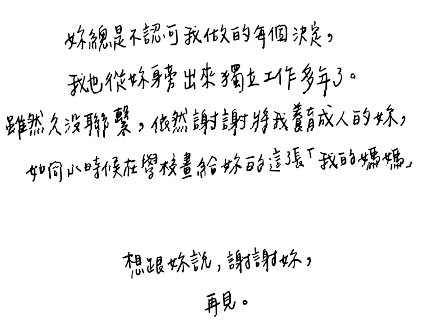 妳總是不認可我做的每個決定，
我也從妳身旁出來獨立工作多年了。
雖然久沒聯繫，依然謝謝將我養育成人的妳，
如同小時候在學校畫給妳的這張「我的媽媽」
想跟妳說，謝謝妳，
再見。